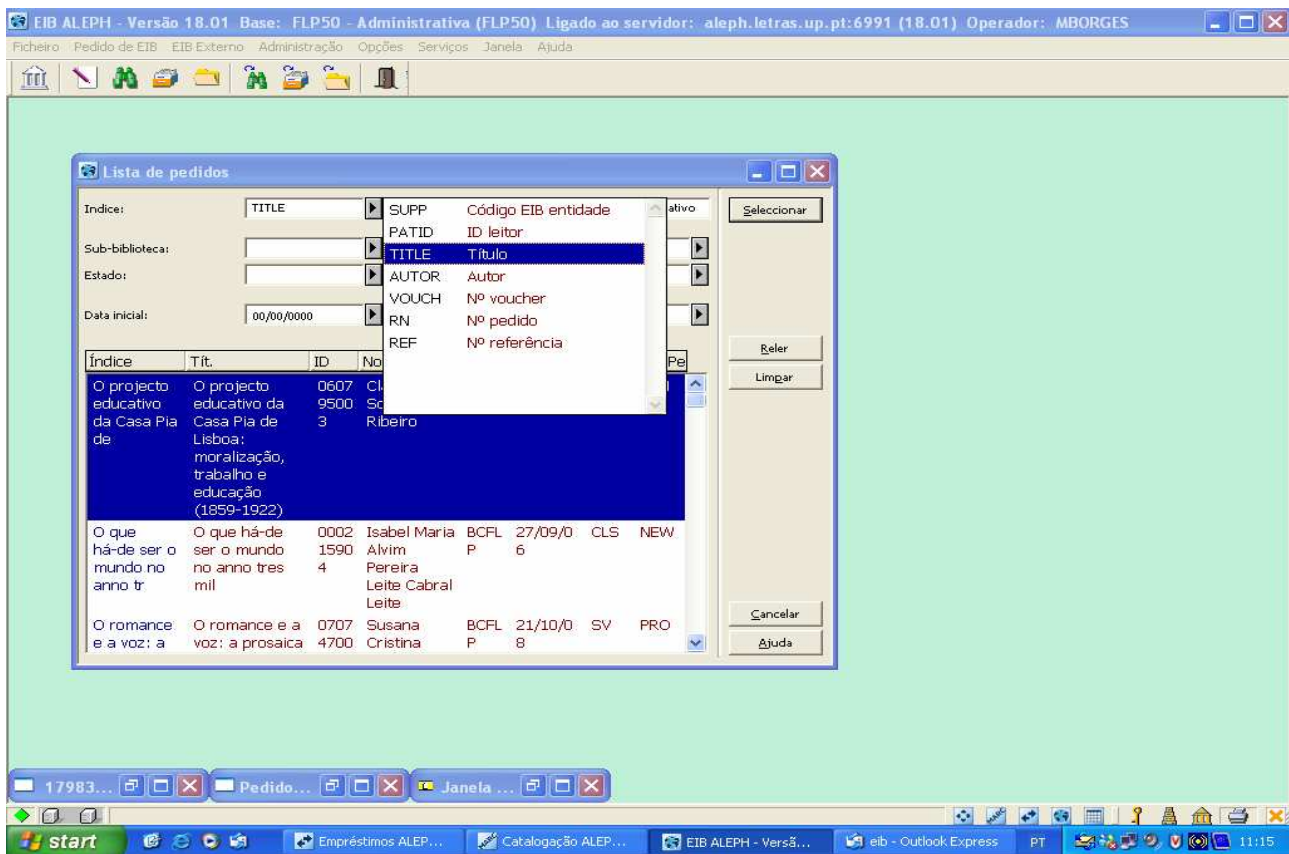 EIB ALEPH - Versão 18.01 Base: FLP50 - Administrativa (FLP50) Ligado ao servidor: aleph.letras.up.pt:6991 (18.01) Operador: MBORGES
Ficheiro Pedido de EIB EIB Externo Administração Opções Serviços Janela Ajuda
Lista de pedidos
Indice: TITLE
ativo
Seleccionar
SUPP Código EIB entidade
PATID ID leitor
TITLE Título
AUTOR Autor
VOUCH Nº voucher
RN Nº pedido
REF Nº referência
Sub-biblioteca:
Estado:
Data inicial: 00/00/0000
Reler
Limpar
Índice Tít. ID No Pe
O projecto O projecto 0607 Cl
educativo educativo da 9500 So
da Casa Pia Casa Pia de 3 Ribeiro
de Lisboa:
moralização,
trabalho e
educação
(1859-1922)
O que O que há-de 0002 Isabel Maria BCFL 27/09/0 CLS NEW
há-de ser o ser o mundo 1590 Alvim P 6
mundo no no anno tres 4 Pereira
anno tr mil Leite Cabral
Leite
O romance O romance e a 0707 Susana BCFL 21/10/0 SV PRO
e a voz: a voz: a prosaica 4700 Cristina P 8
Cancelar
Ajuda
17983... Pedido... Janela ...
start Empréstimos ALEP... Catalogação ALEP... EIB ALEPH - Versã... eib - Outlook Express PT 11:15